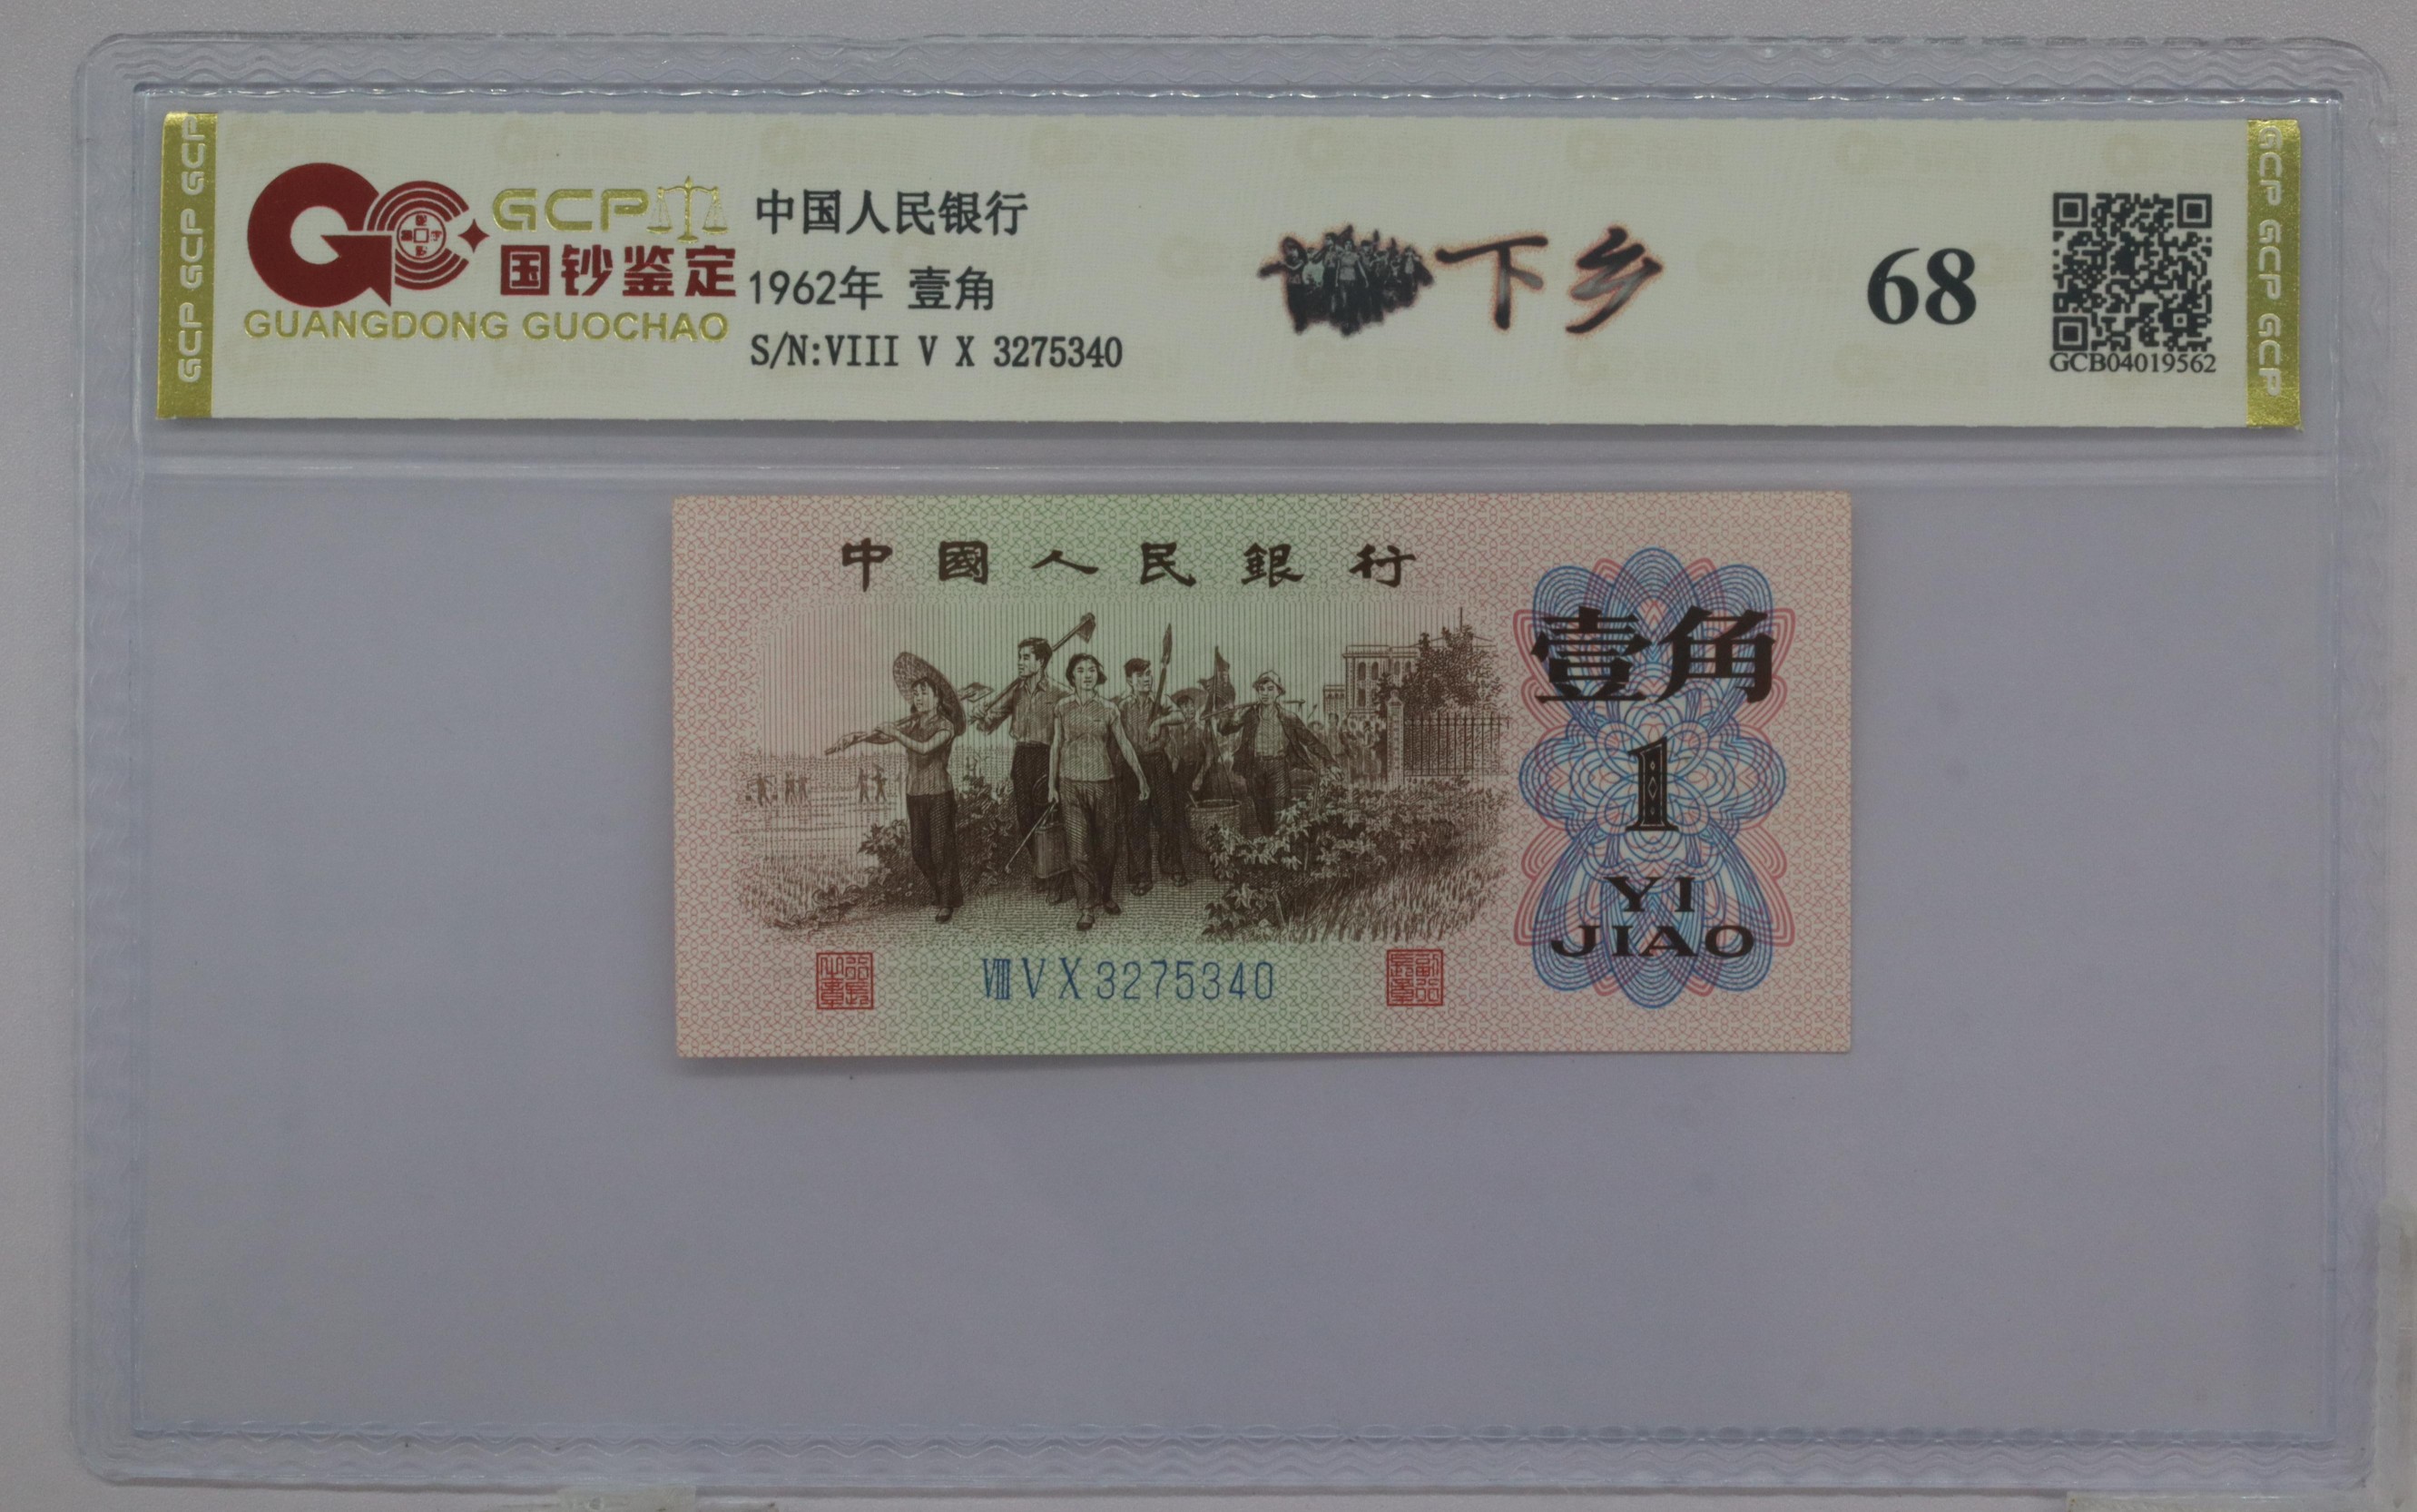 GCP GCP GCP
GCP
国钞鉴定
GUANGDONG GUOCHAO
中国人民银行
1962年 壹角
S/N:VIII V X 3275340
下乡
68
GCB04019562
GCP GCP GCP GCP
中國人民銀行
壹角
1
YI
JIAO
VIII V X 3275340